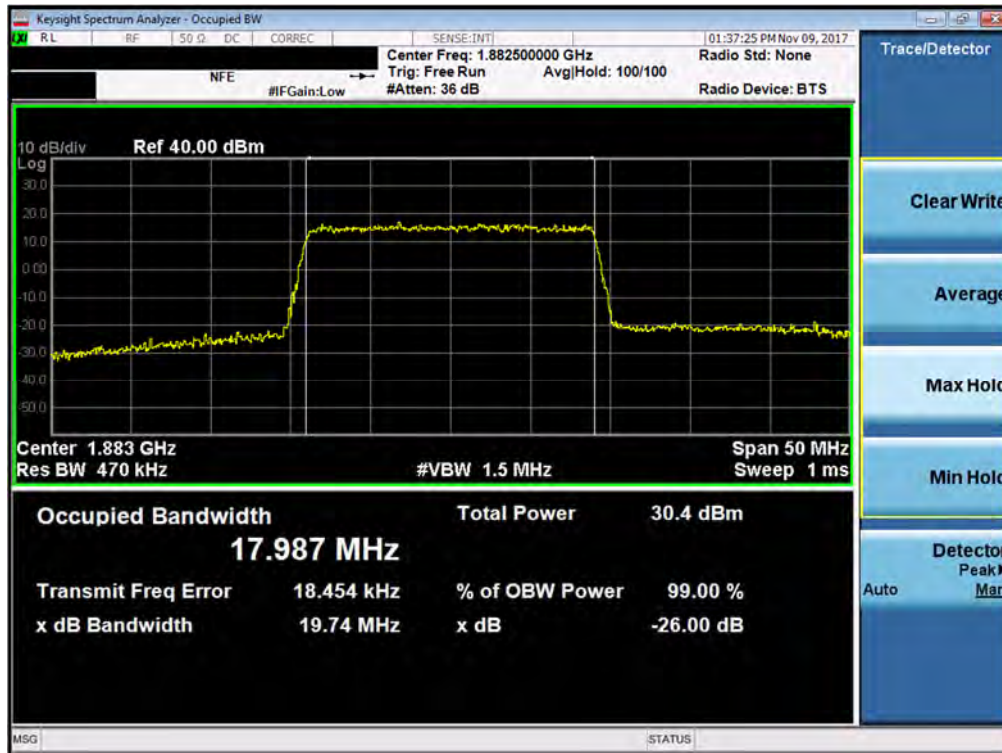 Keysight Spectrum Analyzer - Occupied BW
RL RF 50 Ω DC CORREC SENSE:INT 01:37:25 PM Nov 09, 2017
Center Freq: 1.882500000 GHz Radio Std: None
NFE Trig: Free Run Avg|Hold: 100/100
#IFGain:Low #Atten: 36 dB Radio Device: BTS
10 dB/div Ref 40.00 dBm
Log
30.0
20.0
10.0
0.00
-10.0
-20.0
-30.0
-40.0
-50.0
Center 1.883 GHz Span 50 MHz
Res BW 470 kHz #VBW 1.5 MHz Sweep 1 ms
Occupied Bandwidth Total Power 30.4 dBm
17.987 MHz
Transmit Freq Error 18.454 kHz % of OBW Power 99.00 %
x dB Bandwidth 19.74 MHz x dB -26.00 dB
MSG STATUS
Trace/Detector
Clear Write
Average
Max Hold
Min Hold
Detector
Peak
Auto Man